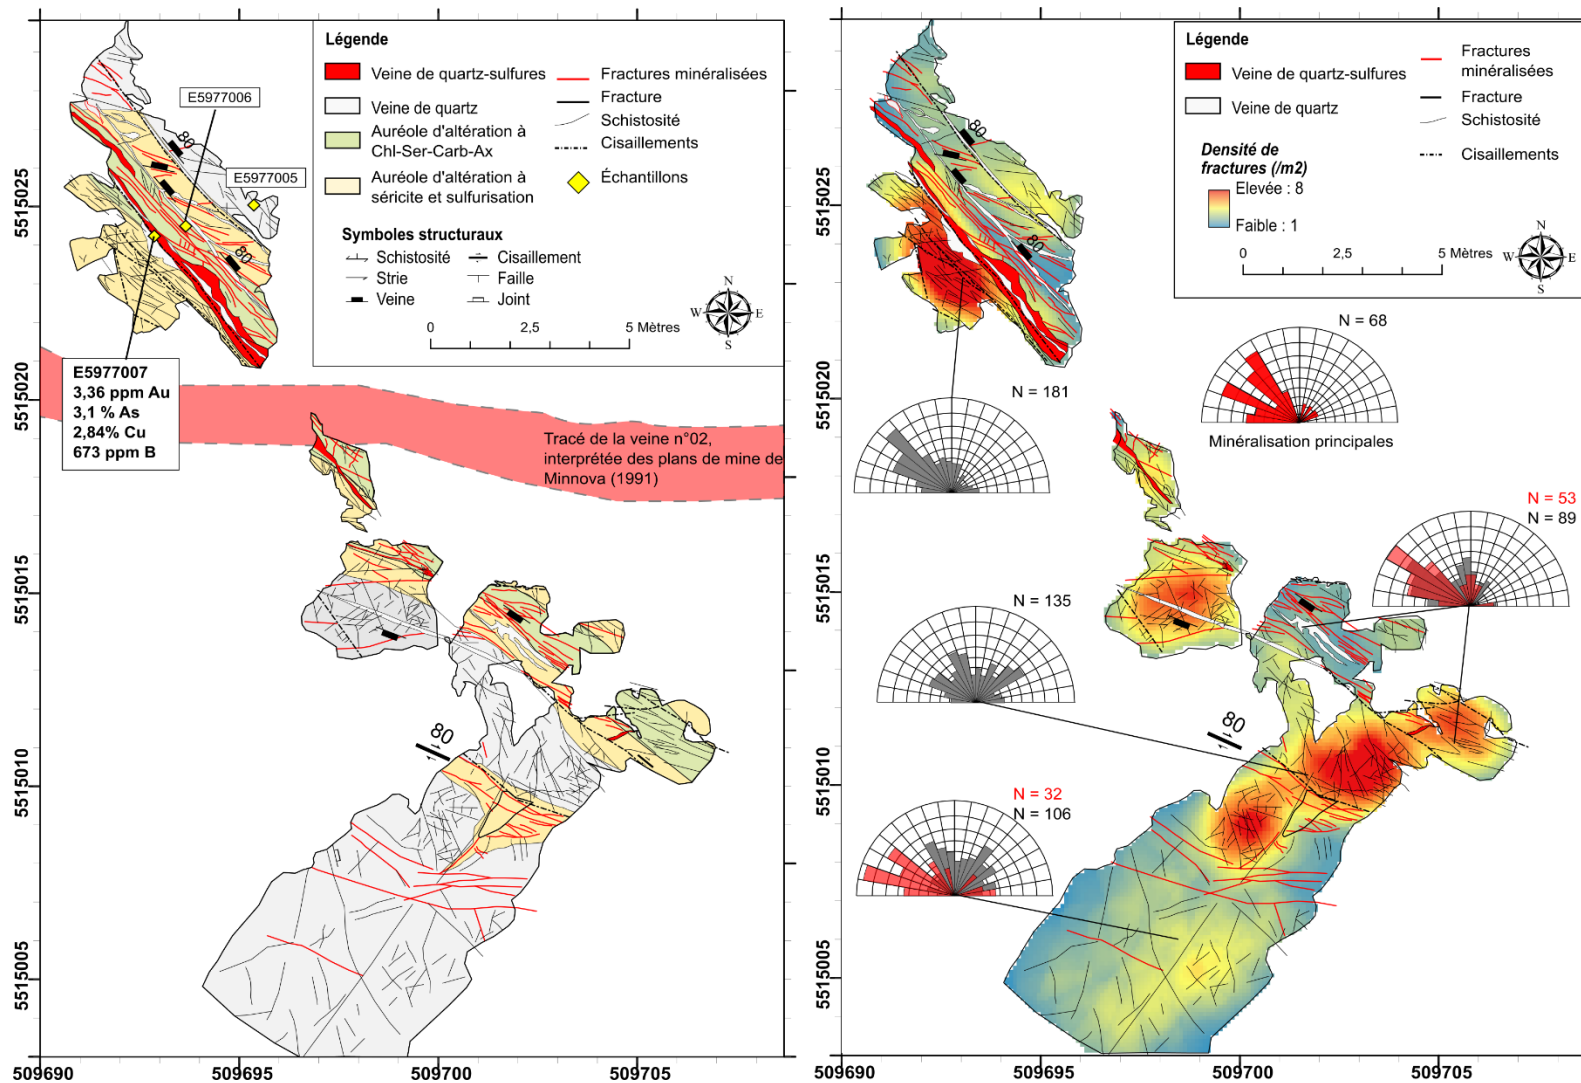 Légende
Veine de quartz-sulfures
Veine de quartz
Auréole d'altération à
Chl-Ser-Carb-Ax
Auréole d'altération à
séricite et sulfurisation
Fractures minéralisées
Fracture
Schistosité
Cisaillements
Échantillons
Symboles structuraux
Schistosité
Strie
Veine
Cisaillement
Faille
Joint
0 2,5 5 Mètres
N
W E
S
E5977006
E5977005
80
80
E5977007
3,36 ppm Au
3,1 % As
2,84% Cu
673 ppm B
Tracé de la veine n°02,
interprétée des plans de mine de
Minnova (1991)
80
5515025
5515020
5515015
5515010
5515005
509690 509695 509700 509705
Légende
Veine de quartz-sulfures
Veine de quartz
Densité de
fractures (/m2)
Elevée : 8
Faible : 1
Fractures
minéralisées
Fracture
Schistosité
Cisaillements
0 2,5 5 Mètres
N
W E
S
80
80
N = 68
Minéralisation principales
N = 181
N = 53
N = 89
N = 135
80
N = 32
N = 106
5515025
5515020
5515015
5515010
5515005
509690 509695 509700 509705